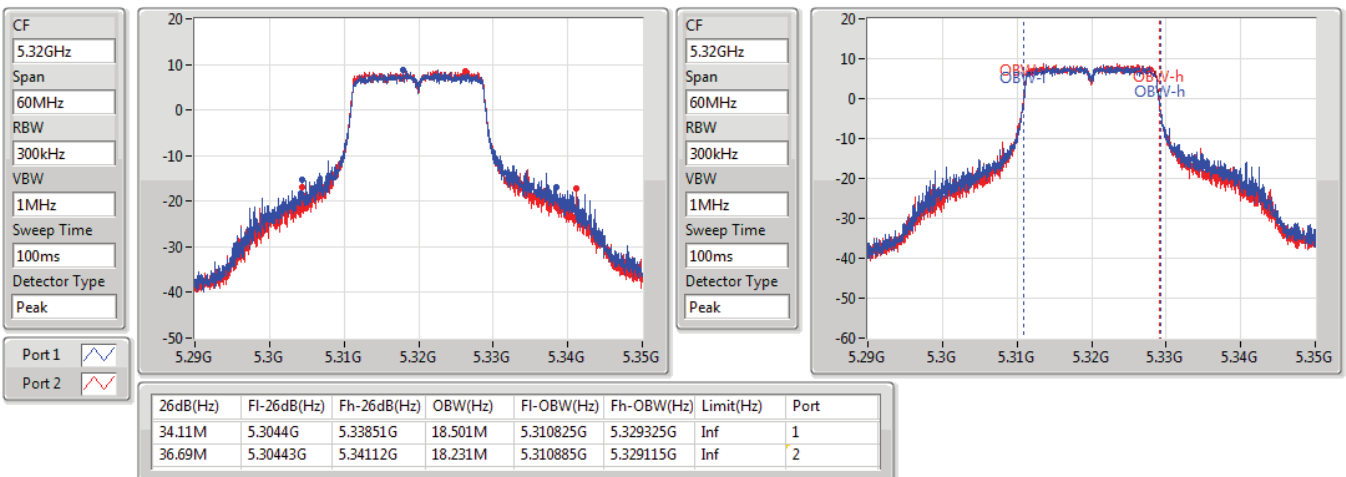 CF
5.32GHz
Span
60MHz
RBW
300kHz
VBW
1MHz
Sweep Time
100ms
Detector Type
Peak
Port 1
Port 2
20
10
0
-10
-20
-30
-40
-50
5.29G 5.3G 5.31G 5.32G 5.33G 5.34G 5.35G
CF
5.32GHz
Span
60MHz
RBW
300kHz
VBW
1MHz
Sweep Time
100ms
Detector Type
Peak
20
10
0
-10
-20
-30
-40
-50
-60
OBW-h
OBW-h
5.29G 5.3G 5.31G 5.32G 5.33G 5.34G 5.35G
26dB(Hz) Fl-26dB(Hz) Fh-26dB(Hz) OBW(Hz) Fl-OBW(Hz) Fh-OBW(Hz) Limit(Hz) Port
34.11M 5.3044G 5.33851G 18.501M 5.310825G 5.329325G Inf 1
36.69M 5.30443G 5.34112G 18.231M 5.310885G 5.329115G Inf 2